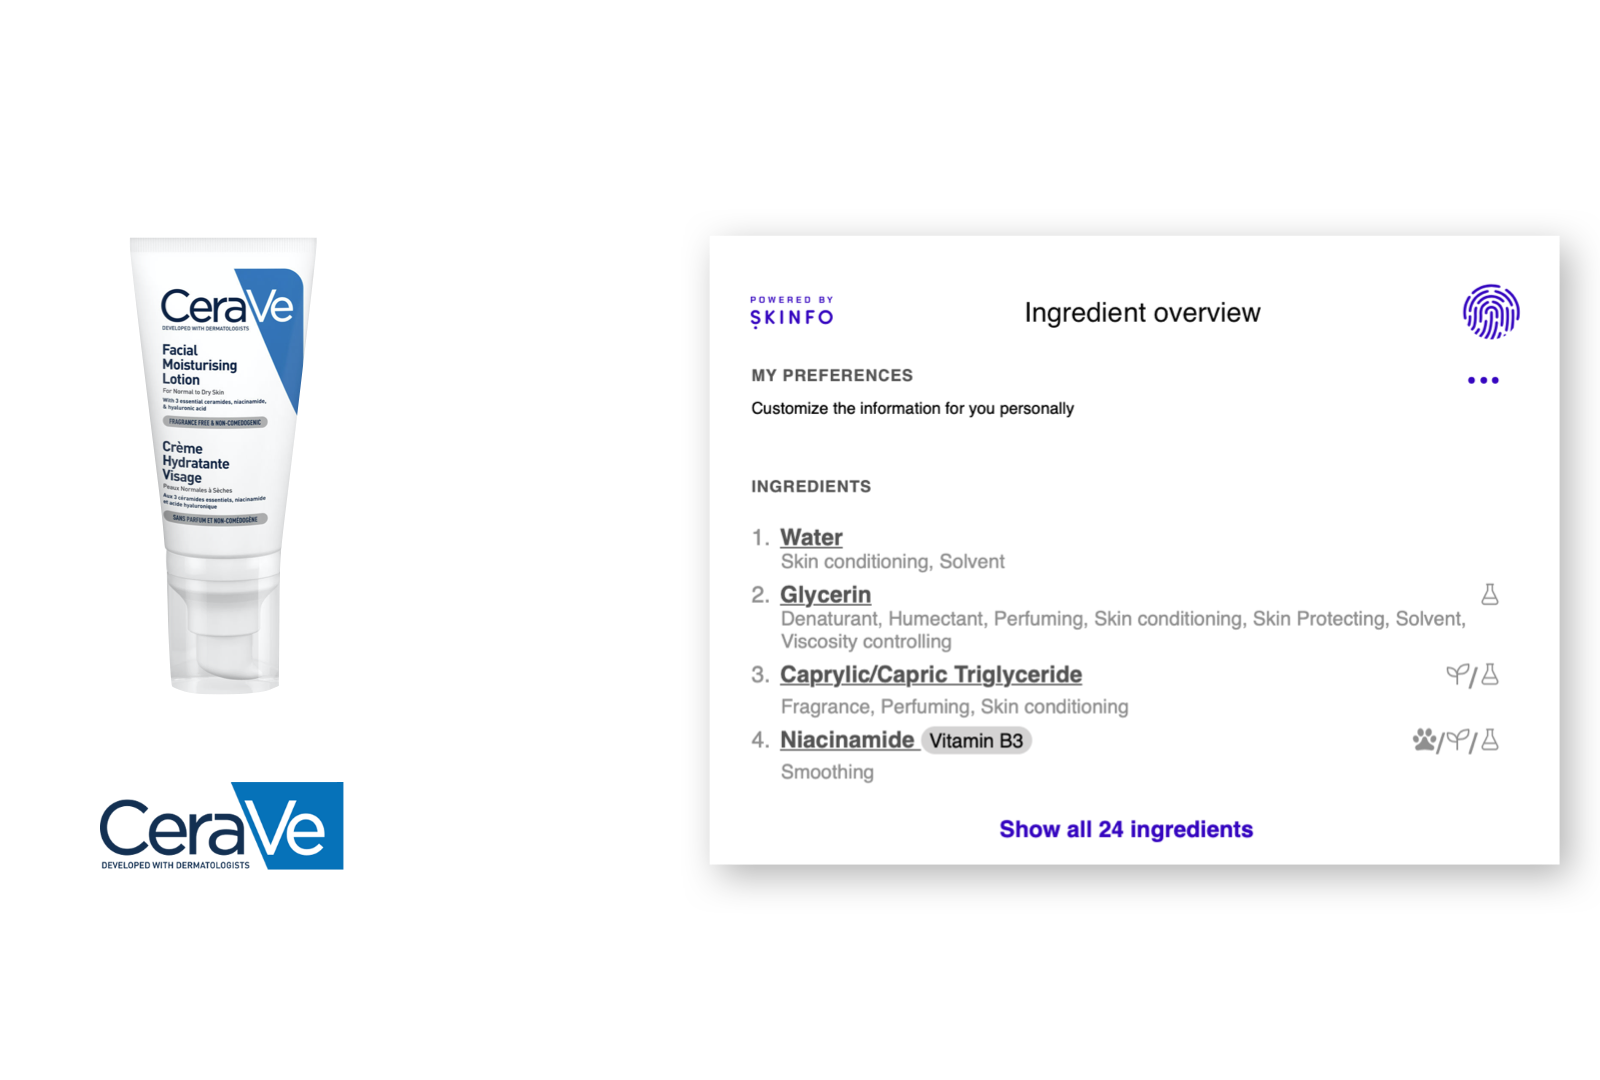 CeraVe
DEVELOPED WITH DERMATOLOGISTS
Facial
Moisturising
Lotion
For Normal to Dry Skin
With 3 essential ceramides, niacinamide,
& hyaluronic acid
FRAGRANCE FREE & NON-COMEDOGENIC
Crème
Hydratante
Visage
Peaux Normales à Sèches
Aux 3 céramides essentiels, niacinamide
et acide hyaluronique
SANS PARFUM ET NON-COMÉDOGÈNE
CeraVe
DEVELOPED WITH DERMATOLOGISTS
POWERED BY
SKINFO
Ingredient overview
MY PREFERENCES
Customize the information for you personally
INGREDIENTS
1. Water
Skin conditioning, Solvent
2. Glycerin
Denaturant, Humectant, Perfuming, Skin conditioning, Skin Protecting, Solvent,
Viscosity controlling
3. Caprylic/Capric Triglyceride
Fragrance, Perfuming, Skin conditioning
4. Niacinamide Vitamin B3
Smoothing
Show all 24 ingredients